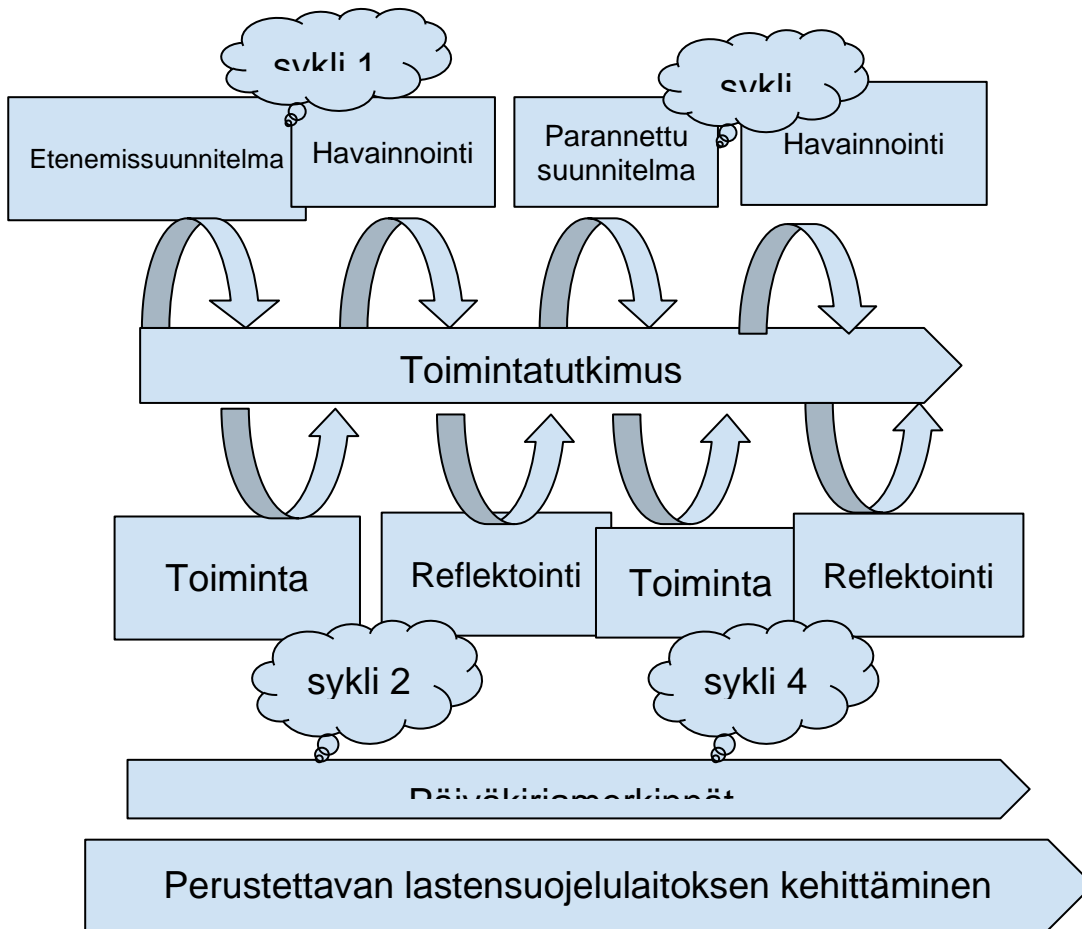 sykli 1
sykli
Etenemissuunnitelma
Havainnointi
Parannettu
suunnitelma
Havainnointi
Toimintatutkimus
Toiminta
Reflektointi
Toiminta
Reflektointi
sykli 2
sykli 4
Päiväkirjamerkinnät
Perustettavan lastensuojelulaitoksen kehittäminen